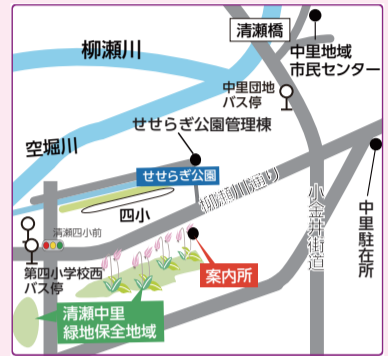 清瀬橋
柳瀬川
中里地域
市民センター
中里団地
バス停
せせらぎ公園管理棟
空堀川
せせらぎ公園
四小
柳瀬川通り
小金井街道
中里駐在所
清瀬四小前
第四小学校西
バス停
案内所
清瀬中里
緑地保全地域